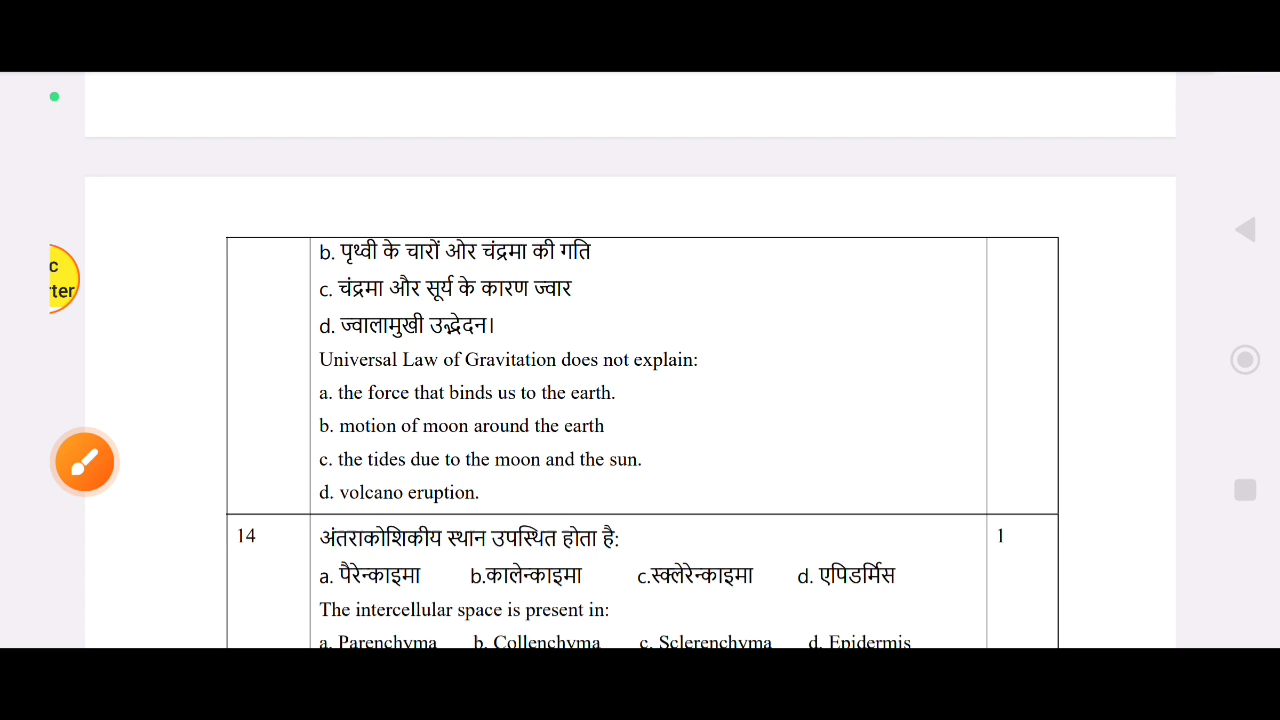 b. पृथ्वी के चारों ओर चंद्रमा की गति
c. चंद्रमा और सूर्य के कारण ज्वार
d. ज्वालामुखी उद्भेदन।
Universal Law of Gravitation does not explain:
a. the force that binds us to the earth.
b. motion of moon around the earth
c. the tides due to the moon and the sun.
d. volcano eruption.
14 अंतराकोशिकीय स्थान उपस्थित होता है: 1
a. पैरेन्काइमा b.कालेन्काइमा c.स्क्लेरेन्काइमा d. एपिडर्मिस
The intercellular space is present in:
a. Parenchyma b. Collenchyma c. Sclerenchyma d. Epidermis
c
ter